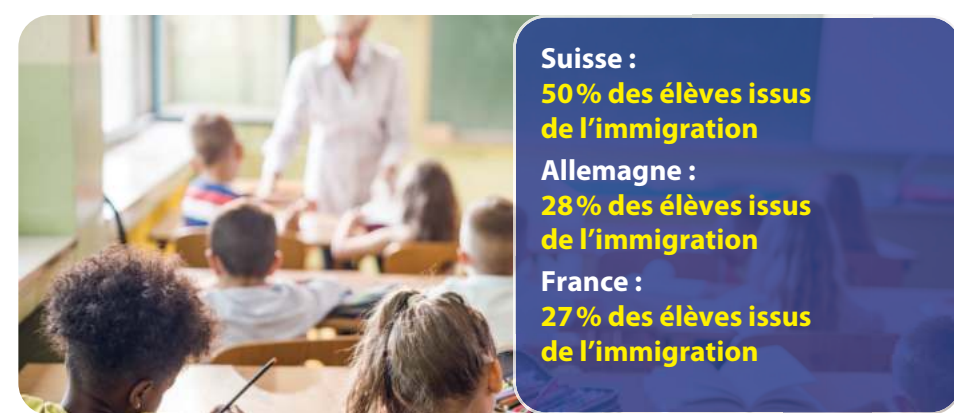 Suisse :
50 % des élèves issus
de l’immigration
Allemagne :
28 % des élèves issus
de l’immigration
France :
27 % des élèves issus
de l’immigration